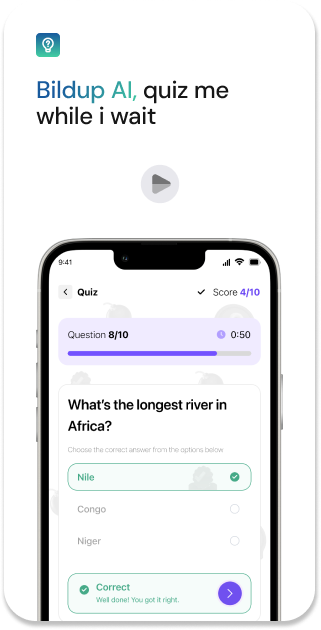 Bildup AI, quiz me
while i wait
9:41
Quiz
Score 4/10
Question 8/10
0:50
What's the longest river in
Africa?
Choose the correct answer from the options below
Nile
Congo
Niger
Correct
Well done! You got it right.